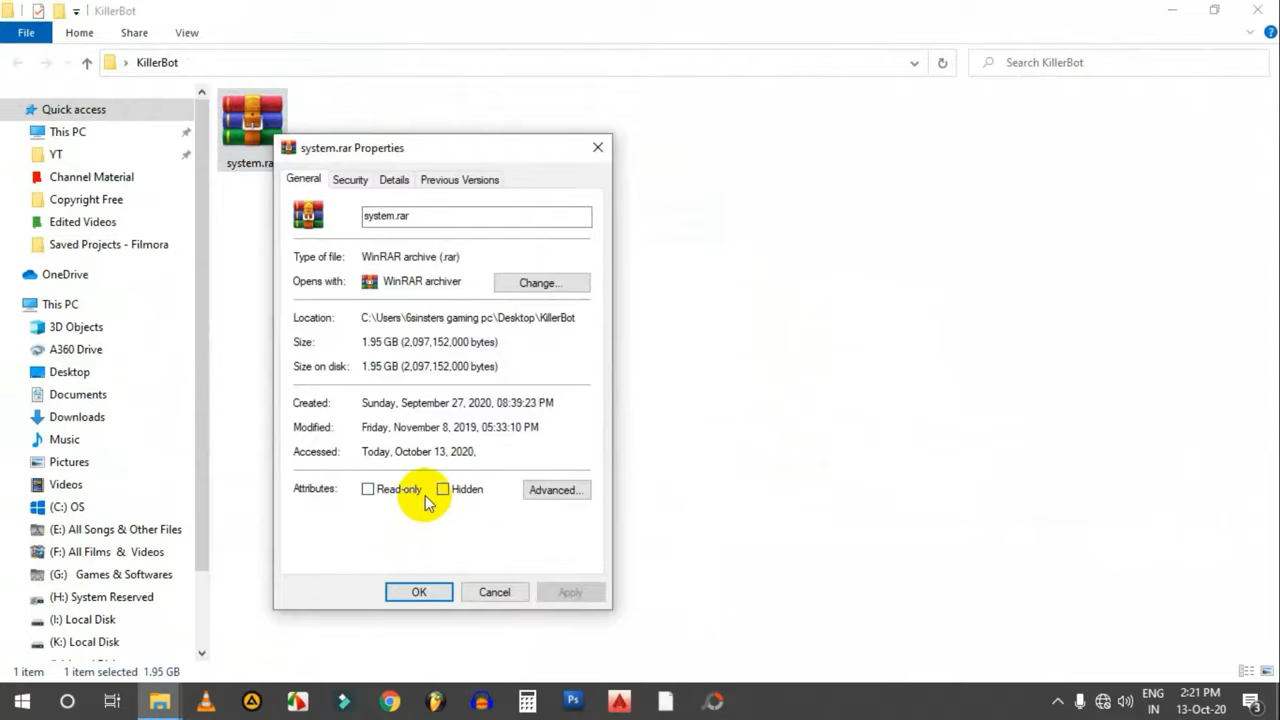 KillerBot
File Home Share View
KillerBot
Search KillerBot
Quick access
This PC
YT
Channel Material
Copyright Free
Edited Videos
Saved Projects - Filmora
OneDrive
This PC
3D Objects
A360 Drive
Desktop
Documents
Downloads
Music
Pictures
Videos
(C:) OS
(E:) All Songs & Other Files
(F:) All Films & Videos
(G:) Games & Softwares
(H:) System Reserved
(I:) Local Disk
(K:) Local Disk
system.ra
system.rar Properties
General Security Details Previous Versions
system.rar
Type of file: WinRAR archive (.rar)
Opens with: WinRAR archiver Change...
Location: C:\Users\6sinsters gaming pc\Desktop\KillerBot
Size: 1.95 GB (2,097,152,000 bytes)
Size on disk: 1.95 GB (2,097,152,000 bytes)
Created: Sunday, September 27, 2020, 08:39:23 PM
Modified: Friday, November 8, 2019, 05:33:10 PM
Accessed: Today, October 13, 2020,
Attributes: Read-only Hidden Advanced...
OK Cancel Apply
1 item 1 item selected 1.95 GB
Ps
ENG 2:21 PM
IN 13-Oct-20
3